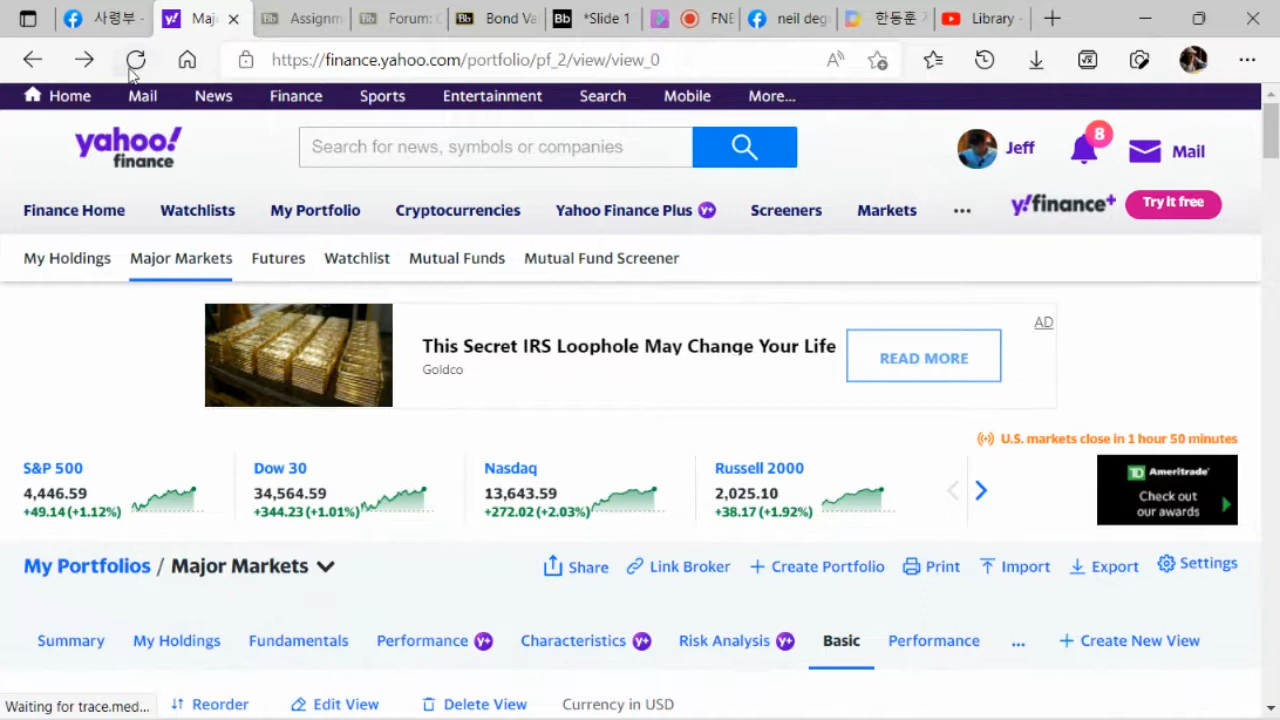 사령부 -
Maj
Assignm
Forum: C
Bond Va
*Slide 1
FNE
neil deg
한동훈
Library -
https://finance.yahoo.com/portfolio/pf_2/view/view_0
Home Mail News Finance Sports Entertainment Search Mobile More...
yahoo!
finance
Search for news, symbols or companies
Jeff
8
Mail
Finance Home Watchlists My Portfolio Cryptocurrencies Yahoo Finance Plus Y+ Screeners Markets ... y!finance+ Try it free
My Holdings Major Markets Futures Watchlist Mutual Funds Mutual Fund Screener
AD
This Secret IRS Loophole May Change Your Life
Goldco
READ MORE
U.S. markets close in 1 hour 50 minutes
S&P 500
4,446.59
+49.14 (+1.12%)
Dow 30
34,564.59
+344.23 (+1.01%)
Nasdaq
13,643.59
+272.02 (+2.03%)
Russell 2000
2,025.10
+38.17 (+1.92%)
TD Ameritrade
Check out
our awards
My Portfolios / Major Markets
Share Link Broker + Create Portfolio Print Import Export Settings
Summary My Holdings Fundamentals Performance y+ Characteristics y+ Risk Analysis y+ Basic Performance ... + Create New View
Waiting for trace.med...
Reorder Edit View Delete View Currency in USD